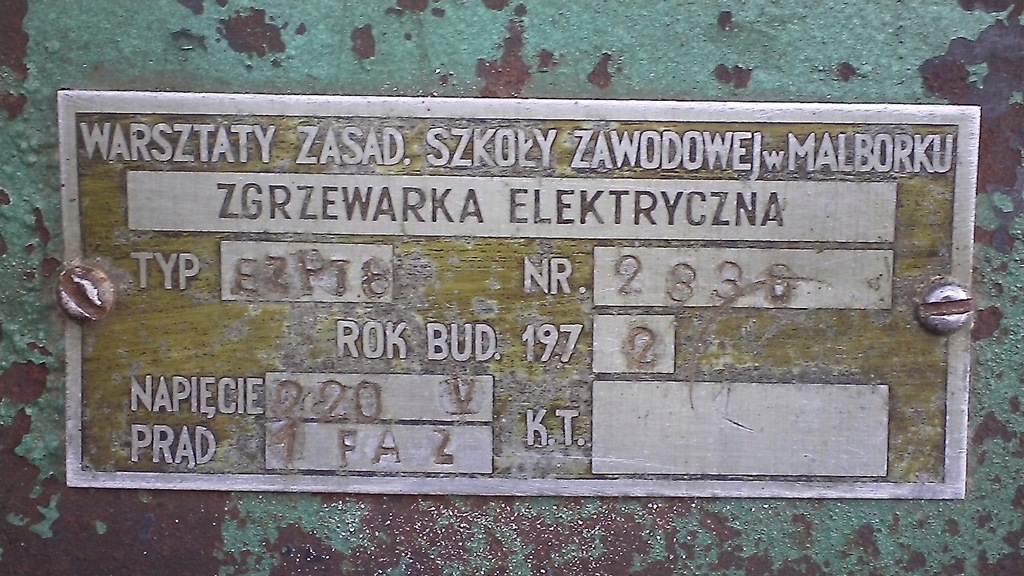 WARSZTATY ZASAD. SZKOŁY ZAWODOWEJ w MALBORKU
ZGRZEWARKA ELEKTRYCZNA
TYP NR.
ROK BUD. 197 2
NAPIĘCIE 220 V
PRĄD 1 FAZ K.T.